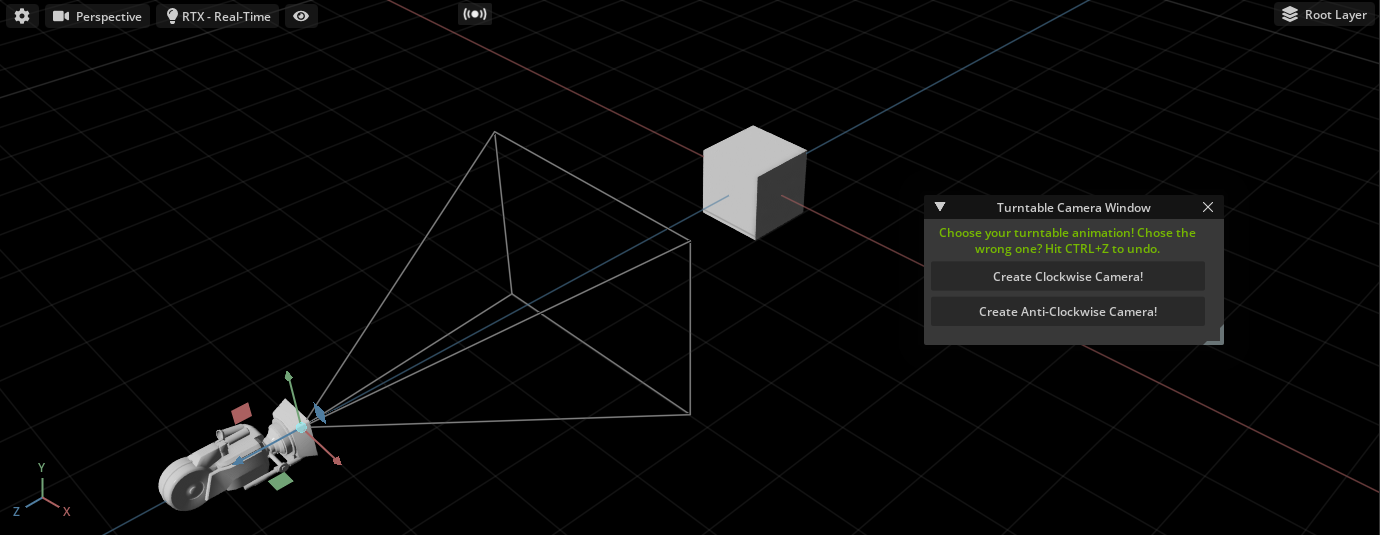 Perspective
RTX - Real-Time
Root Layer
Turntable Camera Window
Choose your turntable animation! Chose the
wrong one? Hit CTRL+Z to undo.
Create Clockwise Camera!
Create Anti-Clockwise Camera!
Y
Z
X